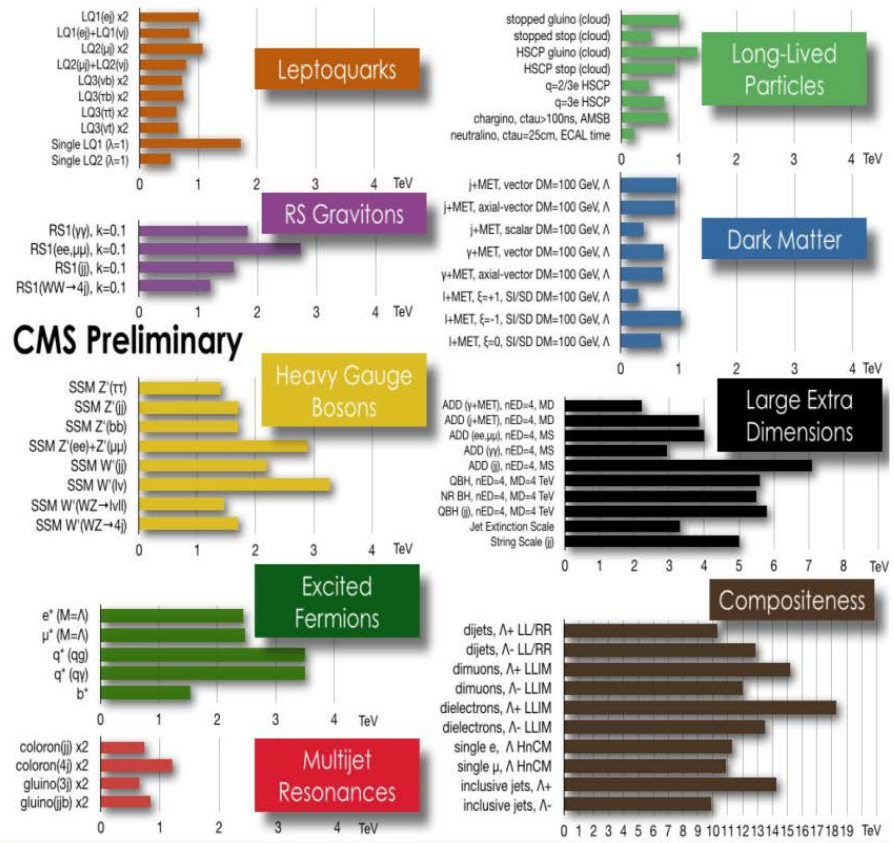 LQ1(ej) x2
LQ1(ej)+LQ1(νj)
LQ2(μj) x2
LQ2(μj)+LQ2(νj)
LQ3(νb) x2
LQ3(τb) x2
LQ3(τt) x2
LQ3(νt) x2
Single LQ1 (λ=1)
Single LQ2 (λ=1)
0 1 2 3 4 TeV
Leptoquarks
RS1(γγ), k=0.1
RS1(ee,μμ), k=0.1
RS1(jj), k=0.1
RS1(WW→4j), k=0.1
0 1 2 3 4 TeV
RS Gravitons
CMS Preliminary
SSM Z'(ττ)
SSM Z'(jj)
SSM Z'(bb)
SSM Z'(ee)+Z'(μμ)
SSM W'(jj)
SSM W'(lν)
SSM W'(WZ→lνll)
SSM W'(WZ→4j)
0 1 2 3 4 TeV
Heavy Gauge
Bosons
e* (M=Λ)
μ* (M=Λ)
q* (qg)
q* (qγ)
b*
0 1 2 3 4 TeV
Excited
Fermions
coloron(jj) x2
coloron(4j) x2
gluino(3j) x2
gluino(jjb) x2
0 1 2 3 4 TeV
Multijet
Resonances
stopped gluino (cloud)
stopped stop (cloud)
HSCP gluino (cloud)
HSCP stop (cloud)
q=2/3e HSCP
q=3e HSCP
chargino, ctau>100ns, AMSB
neutralino, ctau=25cm, ECAL time
0 1 2 3 4 TeV
Long-Lived
Particles
j+MET, vector DM=100 GeV, Λ
j+MET, axial-vector DM=100 GeV, Λ
j+MET, scalar DM=100 GeV, Λ
γ+MET, vector DM=100 GeV, Λ
γ+MET, axial-vector DM=100 GeV, Λ
l+MET, ξ=+1, SI/SD DM=100 GeV, Λ
l+MET, ξ=-1, SI/SD DM=100 GeV, Λ
l+MET, ξ=0, SI/SD DM=100 GeV, Λ
0 1 2 3 4 TeV
Dark Matter
ADD (γ+MET), nED=4, MD
ADD (j+MET), nED=4, MD
ADD (ee,μμ), nED=4, MS
ADD (γγ), nED=4, MS
ADD (jj), nED=4, MS
QBH, nED=4, MD=4 TeV
NR BH, nED=4, MD=4 TeV
QBH (jj), nED=4, MD=4 TeV
Jet Extinction Scale
String Scale (jj)
0 1 2 3 4 5 6 7 8 TeV
Large Extra
Dimensions
dijets, Λ+ LL/RR
dijets, Λ- LL/RR
dimuons, Λ+ LLIM
dimuons, Λ- LLIM
dielectrons, Λ+ LLIM
dielectrons, Λ- LLIM
single e, Λ HnCM
single μ, Λ HnCM
inclusive jets, Λ+
inclusive jets, Λ-
0 1 2 3 4 5 6 7 8 9 10 11 12 13 14 15 16 17 18 19 TeV
Compositeness